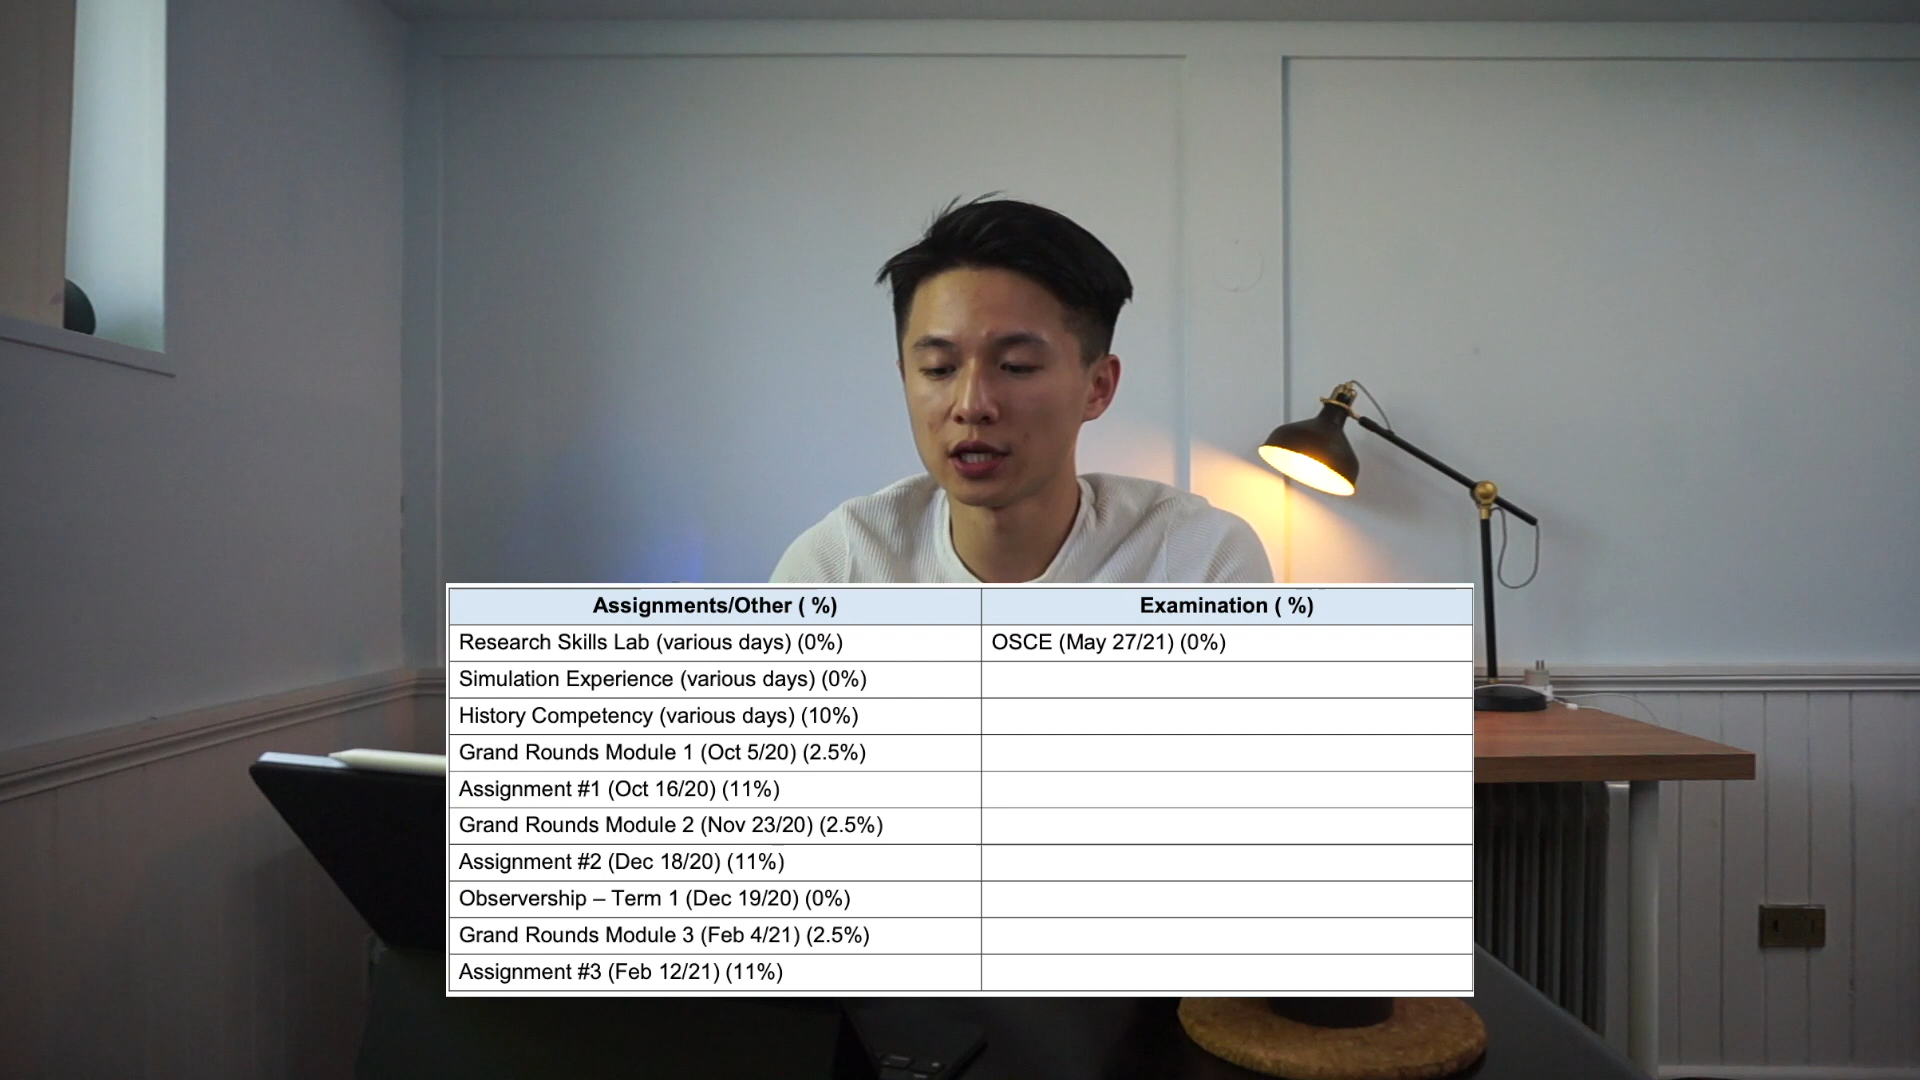 Assignments/Other ( %) Examination ( %)
Research Skills Lab (various days) (0%) OSCE (May 27/21) (0%)
Simulation Experience (various days) (0%)
History Competency (various days) (10%)
Grand Rounds Module 1 (Oct 5/20) (2.5%)
Assignment #1 (Oct 16/20) (11%)
Grand Rounds Module 2 (Nov 23/20) (2.5%)
Assignment #2 (Dec 18/20) (11%)
Observership – Term 1 (Dec 19/20) (0%)
Grand Rounds Module 3 (Feb 4/21) (2.5%)
Assignment #3 (Feb 12/21) (11%)